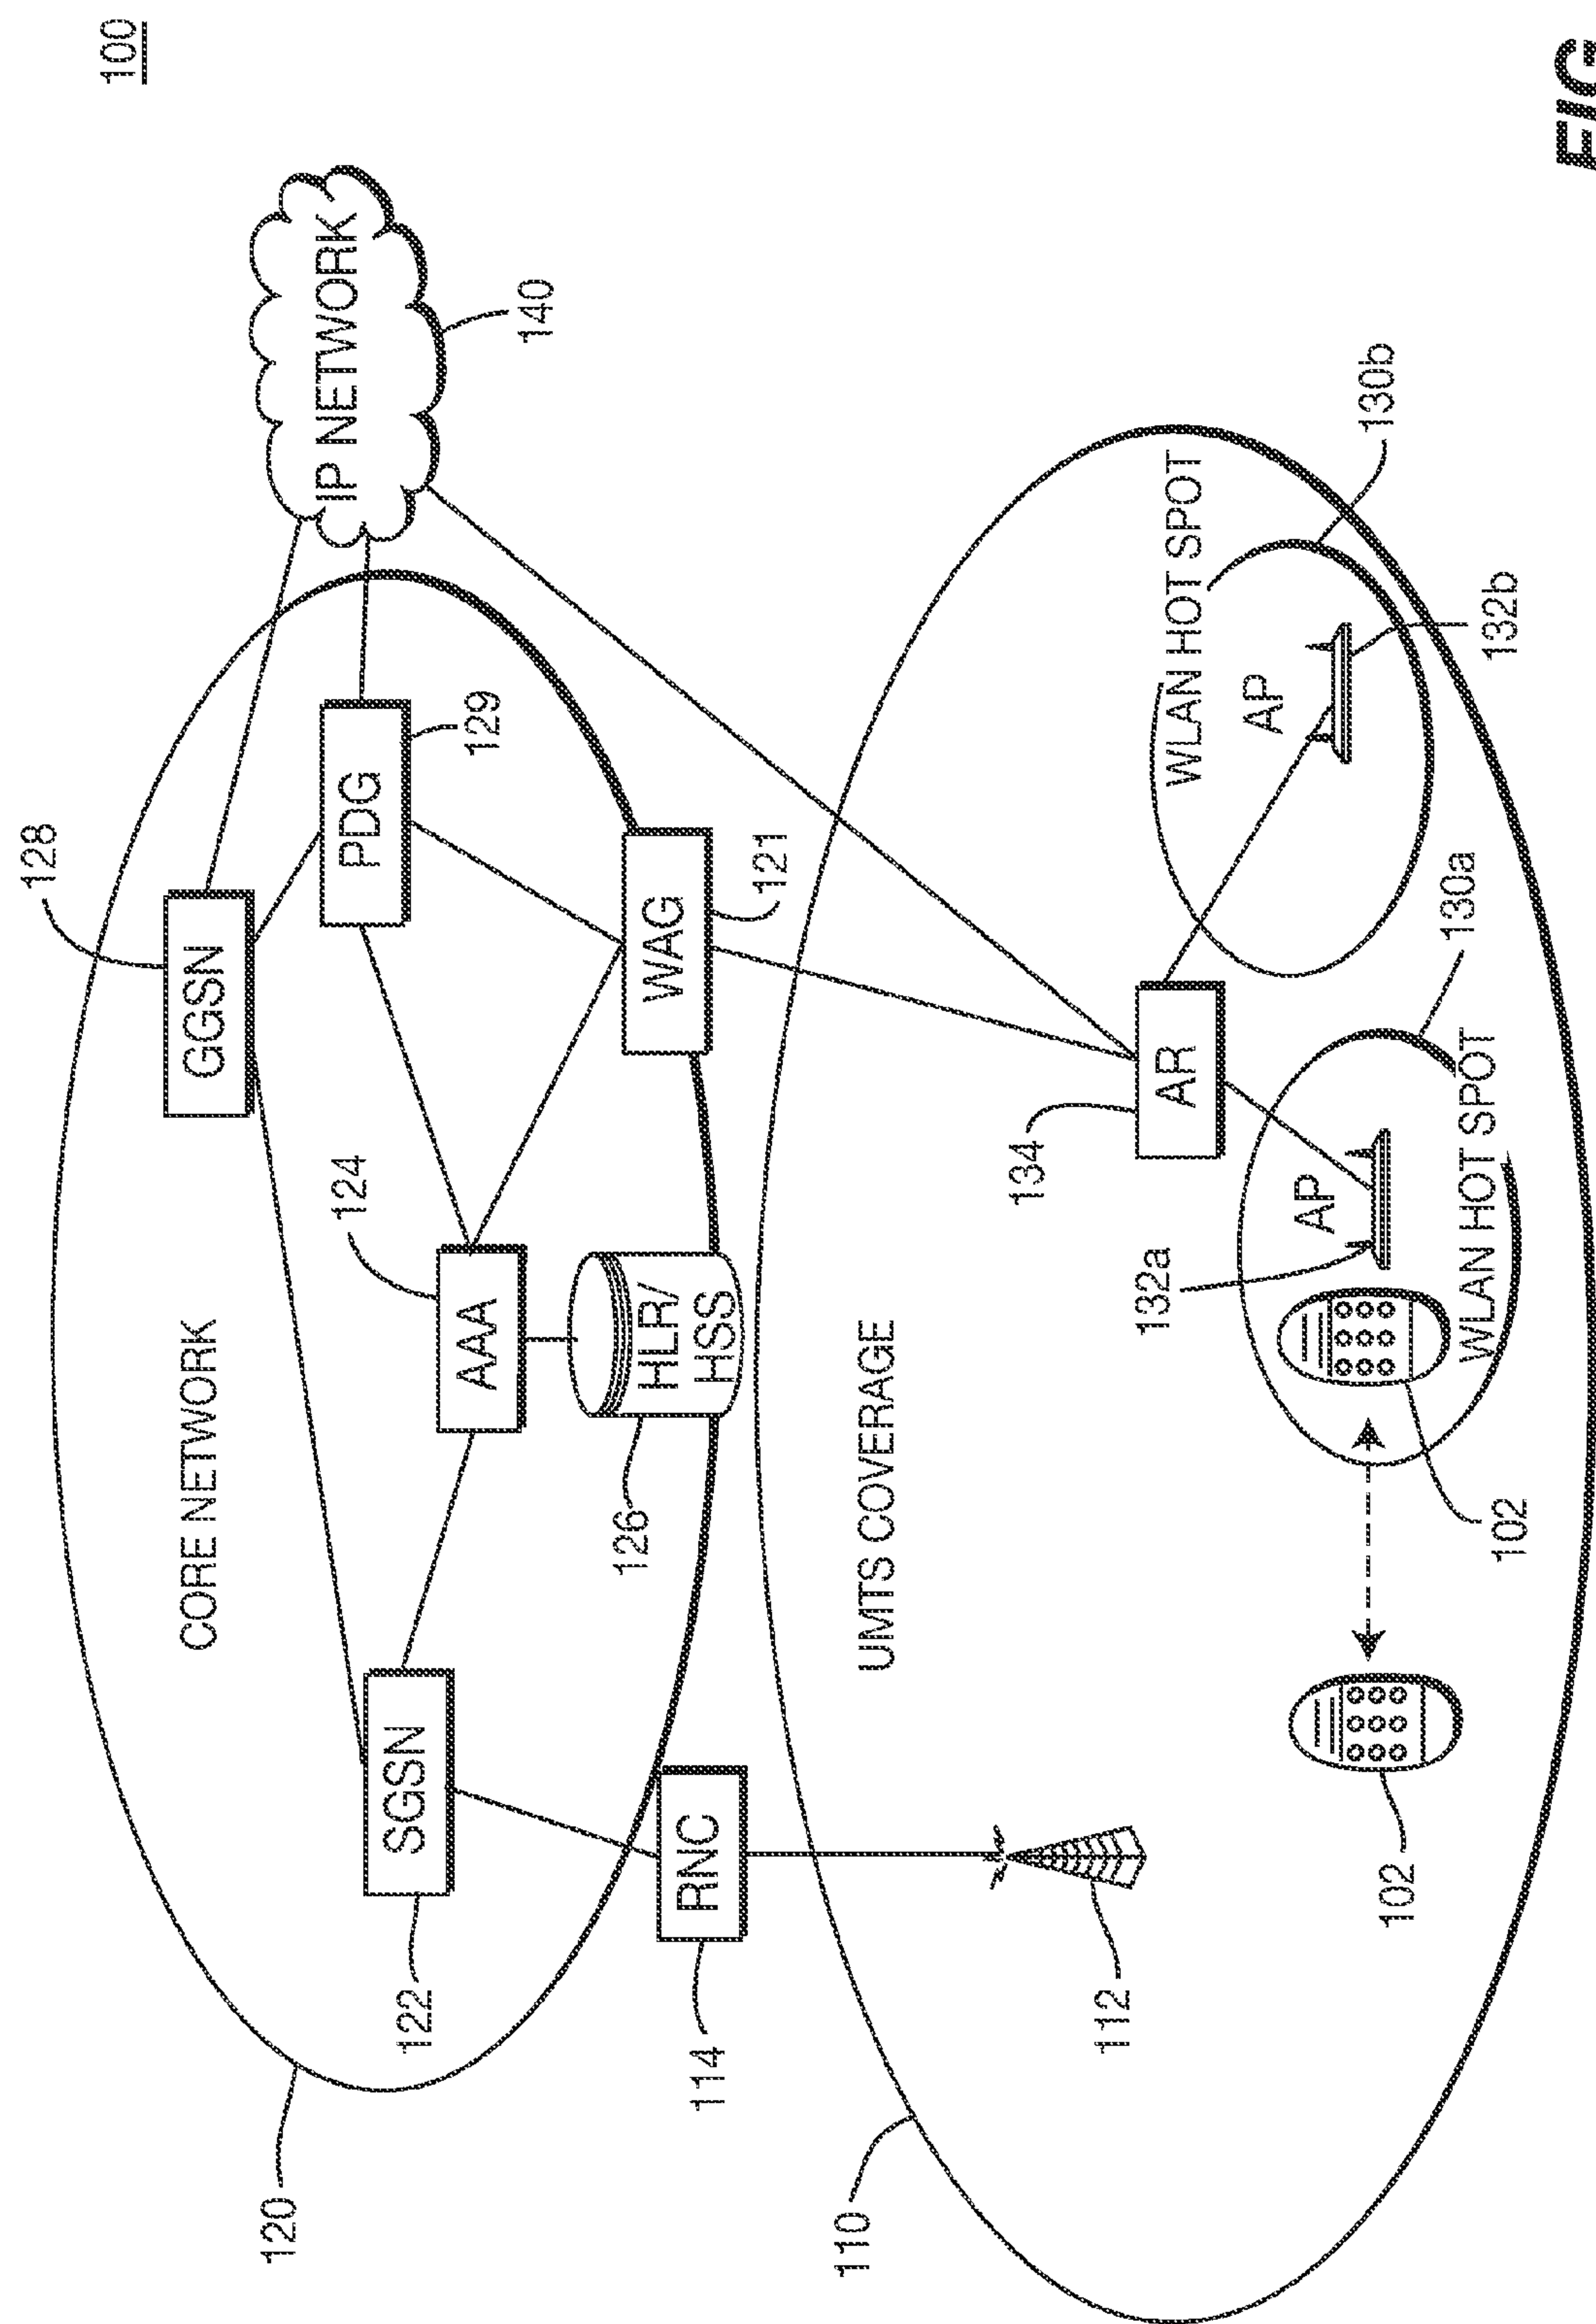 100
120
CORE NETWORK
128
GGSN
IP NETWORK
140
PDG
129
124
AAA
SGSN
122
HLR/
HSS
126
WAG
121
RNC
114
110
UMTS COVERAGE
112
134
AR
WLAN HOT SPOT
AP
130b
132b
132a
AP
WLAN HOT SPOT
130a
102
102
FIG